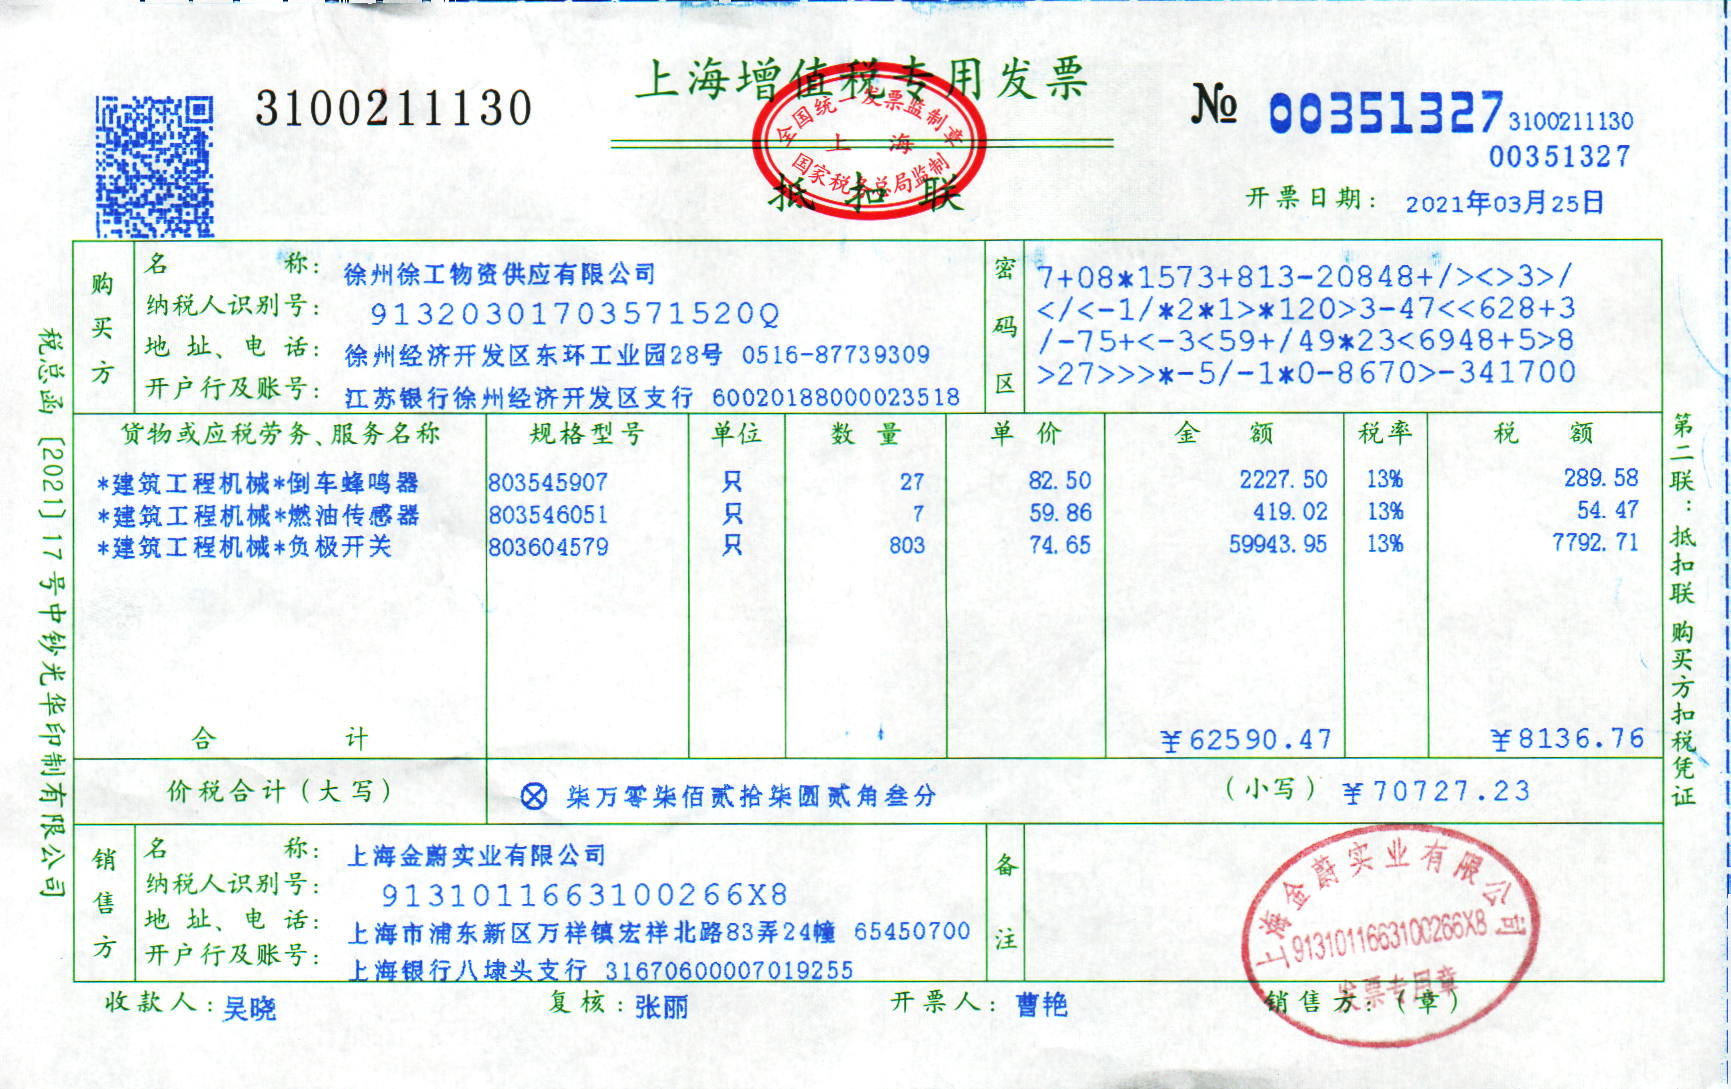 3100211130
上海增值税专用发票
全国统一发票监制章
上海
国家税务总局监制
抵扣联
№ 00351327
3100211130
00351327
开票日期: 2021年03月25日
税总函〔2021〕17号中钞光华印制有限公司
购买方
名称: 徐州徐工物资供应有限公司
纳税人识别号: 91320301703571520Q
地址、电话: 徐州经济开发区东环工业园28号 0516-87739309
开户行及账号: 江苏银行徐州经济开发区支行 60020188000023518
密码区
7+08*1573+813-20848+/><>3>/
</<-1/*2*1>*120>3-47<<628+3
/-75+<-3<59+/49*23<6948+5>8
>27>>>*-5/-1*0-8670>-341700
货物或应税劳务、服务名称 规格型号 单位 数量 单价 金额 税率 税额
*建筑工程机械*倒车蜂鸣器 803545907 只 27 82.50 2227.50 13% 289.58
*建筑工程机械*燃油传感器 803546051 只 7 59.86 419.02 13% 54.47
*建筑工程机械*负极开关 803604579 只 803 74.65 59943.95 13% 7792.71
合计 ¥62590.47 ¥8136.76
价税合计(大写) ⊗ 柒万零柒佰贰拾柒圆贰角叁分 (小写) ¥70727.23
第二联:抵扣联 购买方扣税凭证
销售方
名称: 上海金蔚实业有限公司
纳税人识别号: 9131011663100266X8
地址、电话: 上海市浦东新区万祥镇宏祥北路83弄24幢 65450700
开户行及账号: 上海银行八埭头支行 31670600007019255
备注
上海金蔚实业有限公司
9131011663100266X8
发票专用章
收款人: 吴晓 复核: 张丽 开票人: 曹艳 销售方:(章)